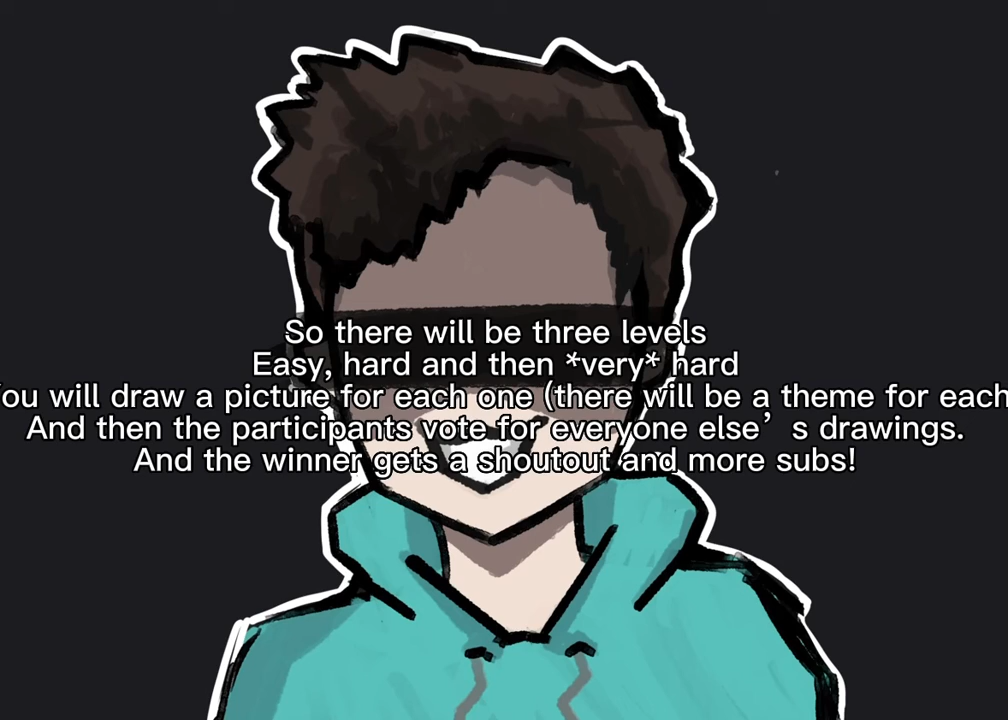 So there will be three levels
Easy, hard and then *very* hard
ou will draw a picture for each one (there will be a theme for each
And then the participants vote for everyone else’s drawings.
And the winner gets a shoutout and more subs!